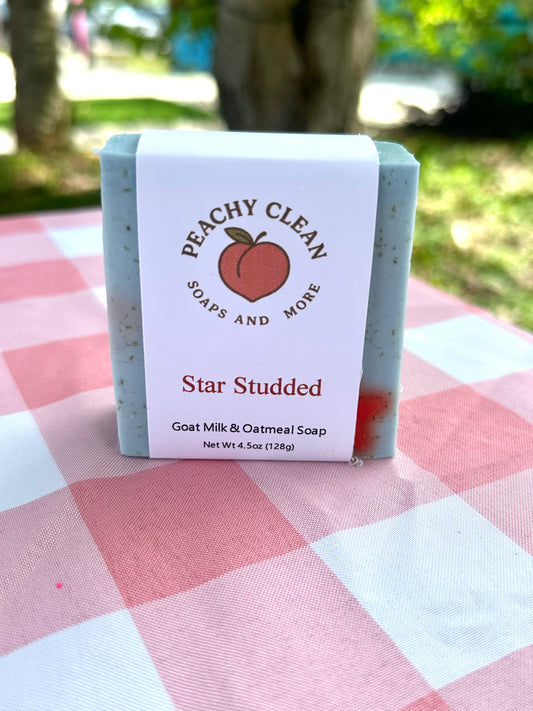 PEACHY CLEAN
SOAPS AND MORE
Star Studded
Goat Milk & Oatmeal Soap
Net Wt 4.5oz (128g)